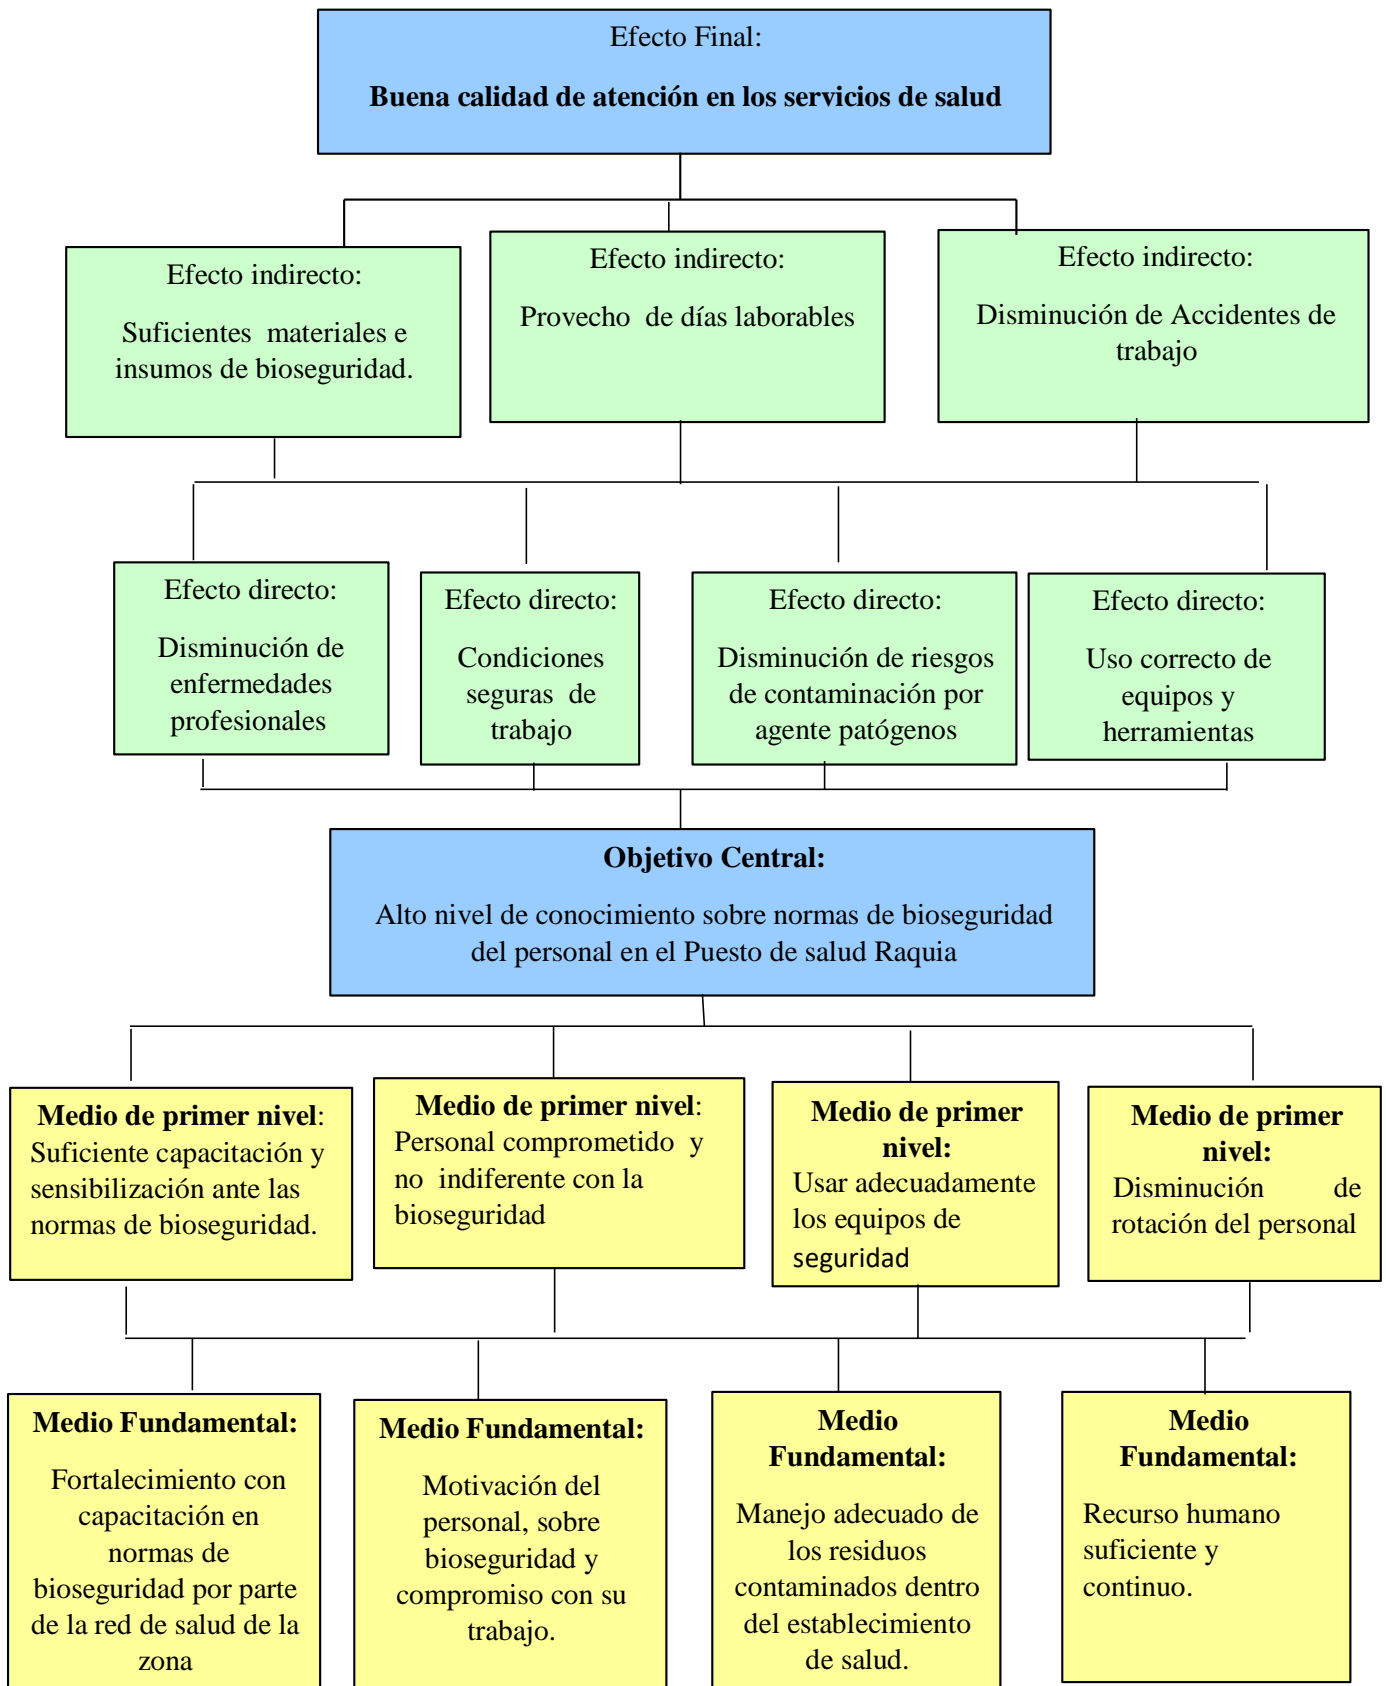 Efecto Final:
Buena calidad de atención en los servicios de salud
Efecto indirecto:
Suficientes materiales e
insumos de bioseguridad.
Efecto indirecto:
Provecho de días laborables
Efecto indirecto:
Disminución de Accidentes de
trabajo
Efecto directo:
Disminución de
enfermedades
profesionales
Efecto directo:
Condiciones
seguras de
trabajo
Efecto directo:
Disminución de riesgos
de contaminación por
agente patógenos
Efecto directo:
Uso correcto de
equipos y
herramientas
Objetivo Central:
Alto nivel de conocimiento sobre normas de bioseguridad
del personal en el Puesto de salud Raquia
Medio de primer nivel:
Suficiente capacitación y
sensibilización ante las
normas de bioseguridad.
Medio de primer nivel:
Personal comprometido y
no indiferente con la
bioseguridad
Medio de primer
nivel:
Usar adecuadamente
los equipos de
seguridad
Medio de primer
nivel:
Disminución de
rotación del personal
Medio Fundamental:
Fortalecimiento con
capacitación en
normas de
bioseguridad por parte
de la red de salud de la
zona
Medio Fundamental:
Motivación del
personal, sobre
bioseguridad y
compromiso con su
trabajo.
Medio
Fundamental:
Manejo adecuado de
los residuos
contaminados dentro
del establecimiento
de salud.
Medio
Fundamental:
Recurso humano
suficiente y
continuo.